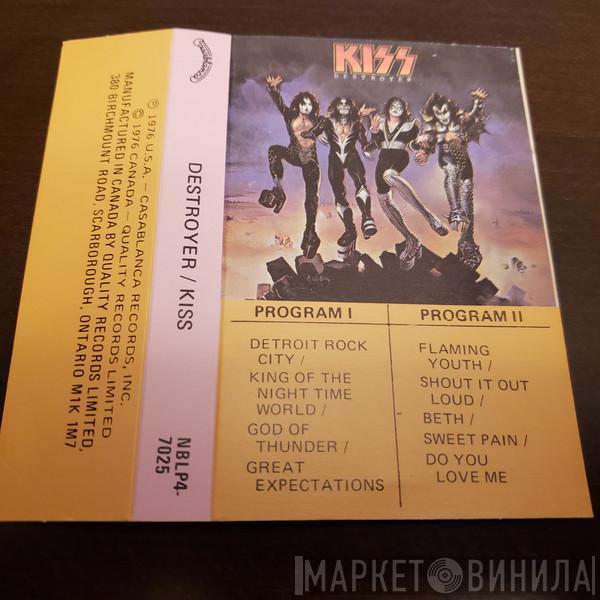 KISS
DESTROYER
PROGRAM I
DETROIT ROCK
CITY /
KING OF THE
NIGHT TIME
WORLD /
GOD OF
THUNDER /
GREAT
EXPECTATIONS
PROGRAM II
FLAMING
YOUTH /
SHOUT IT OUT
LOUD /
BETH /
SWEET PAIN /
DO YOU
LOVE ME
Casablanca
DESTROYER / KISS
NBLP4-
7025
℗ 1976 U.S.A. – CASABLANCA RECORDS, INC.
© 1976 CANADA – QUALITY RECORDS LIMITED
MANUFACTURED IN CANADA BY QUALITY RECORDS LIMITED,
380 BIRCHMOUNT ROAD, SCARBOROUGH, ONTARIO M1K 1M7
МАРКЕТ ВИНИЛА